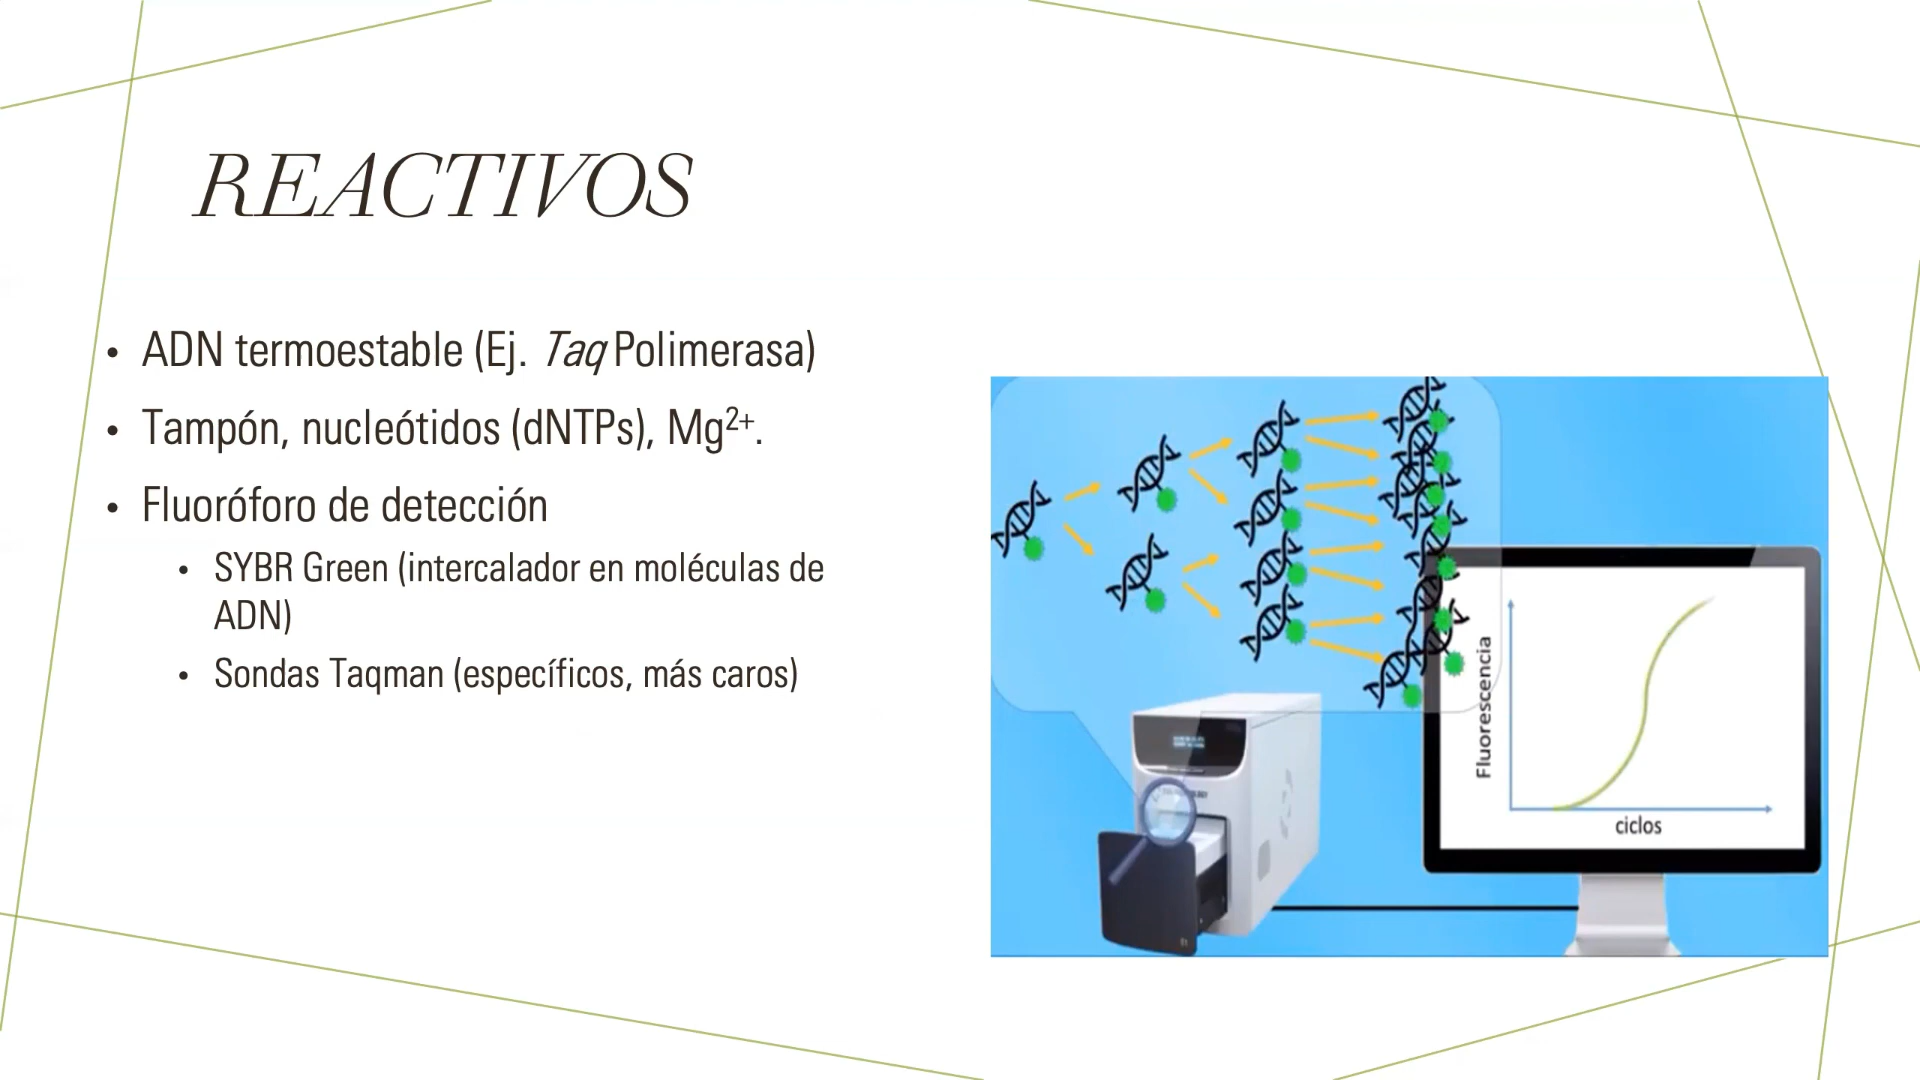 REACTIVOS
• ADN termoestable (Ej. Taq Polimerasa)
• Tampón, nucleótidos (dNTPs), Mg²⁺.
• Fluoróforo de detección
• SYBR Green (intercalador en moléculas de
ADN)
• Sondas Taqman (específicos, más caros)
Fluorescencia
ciclos